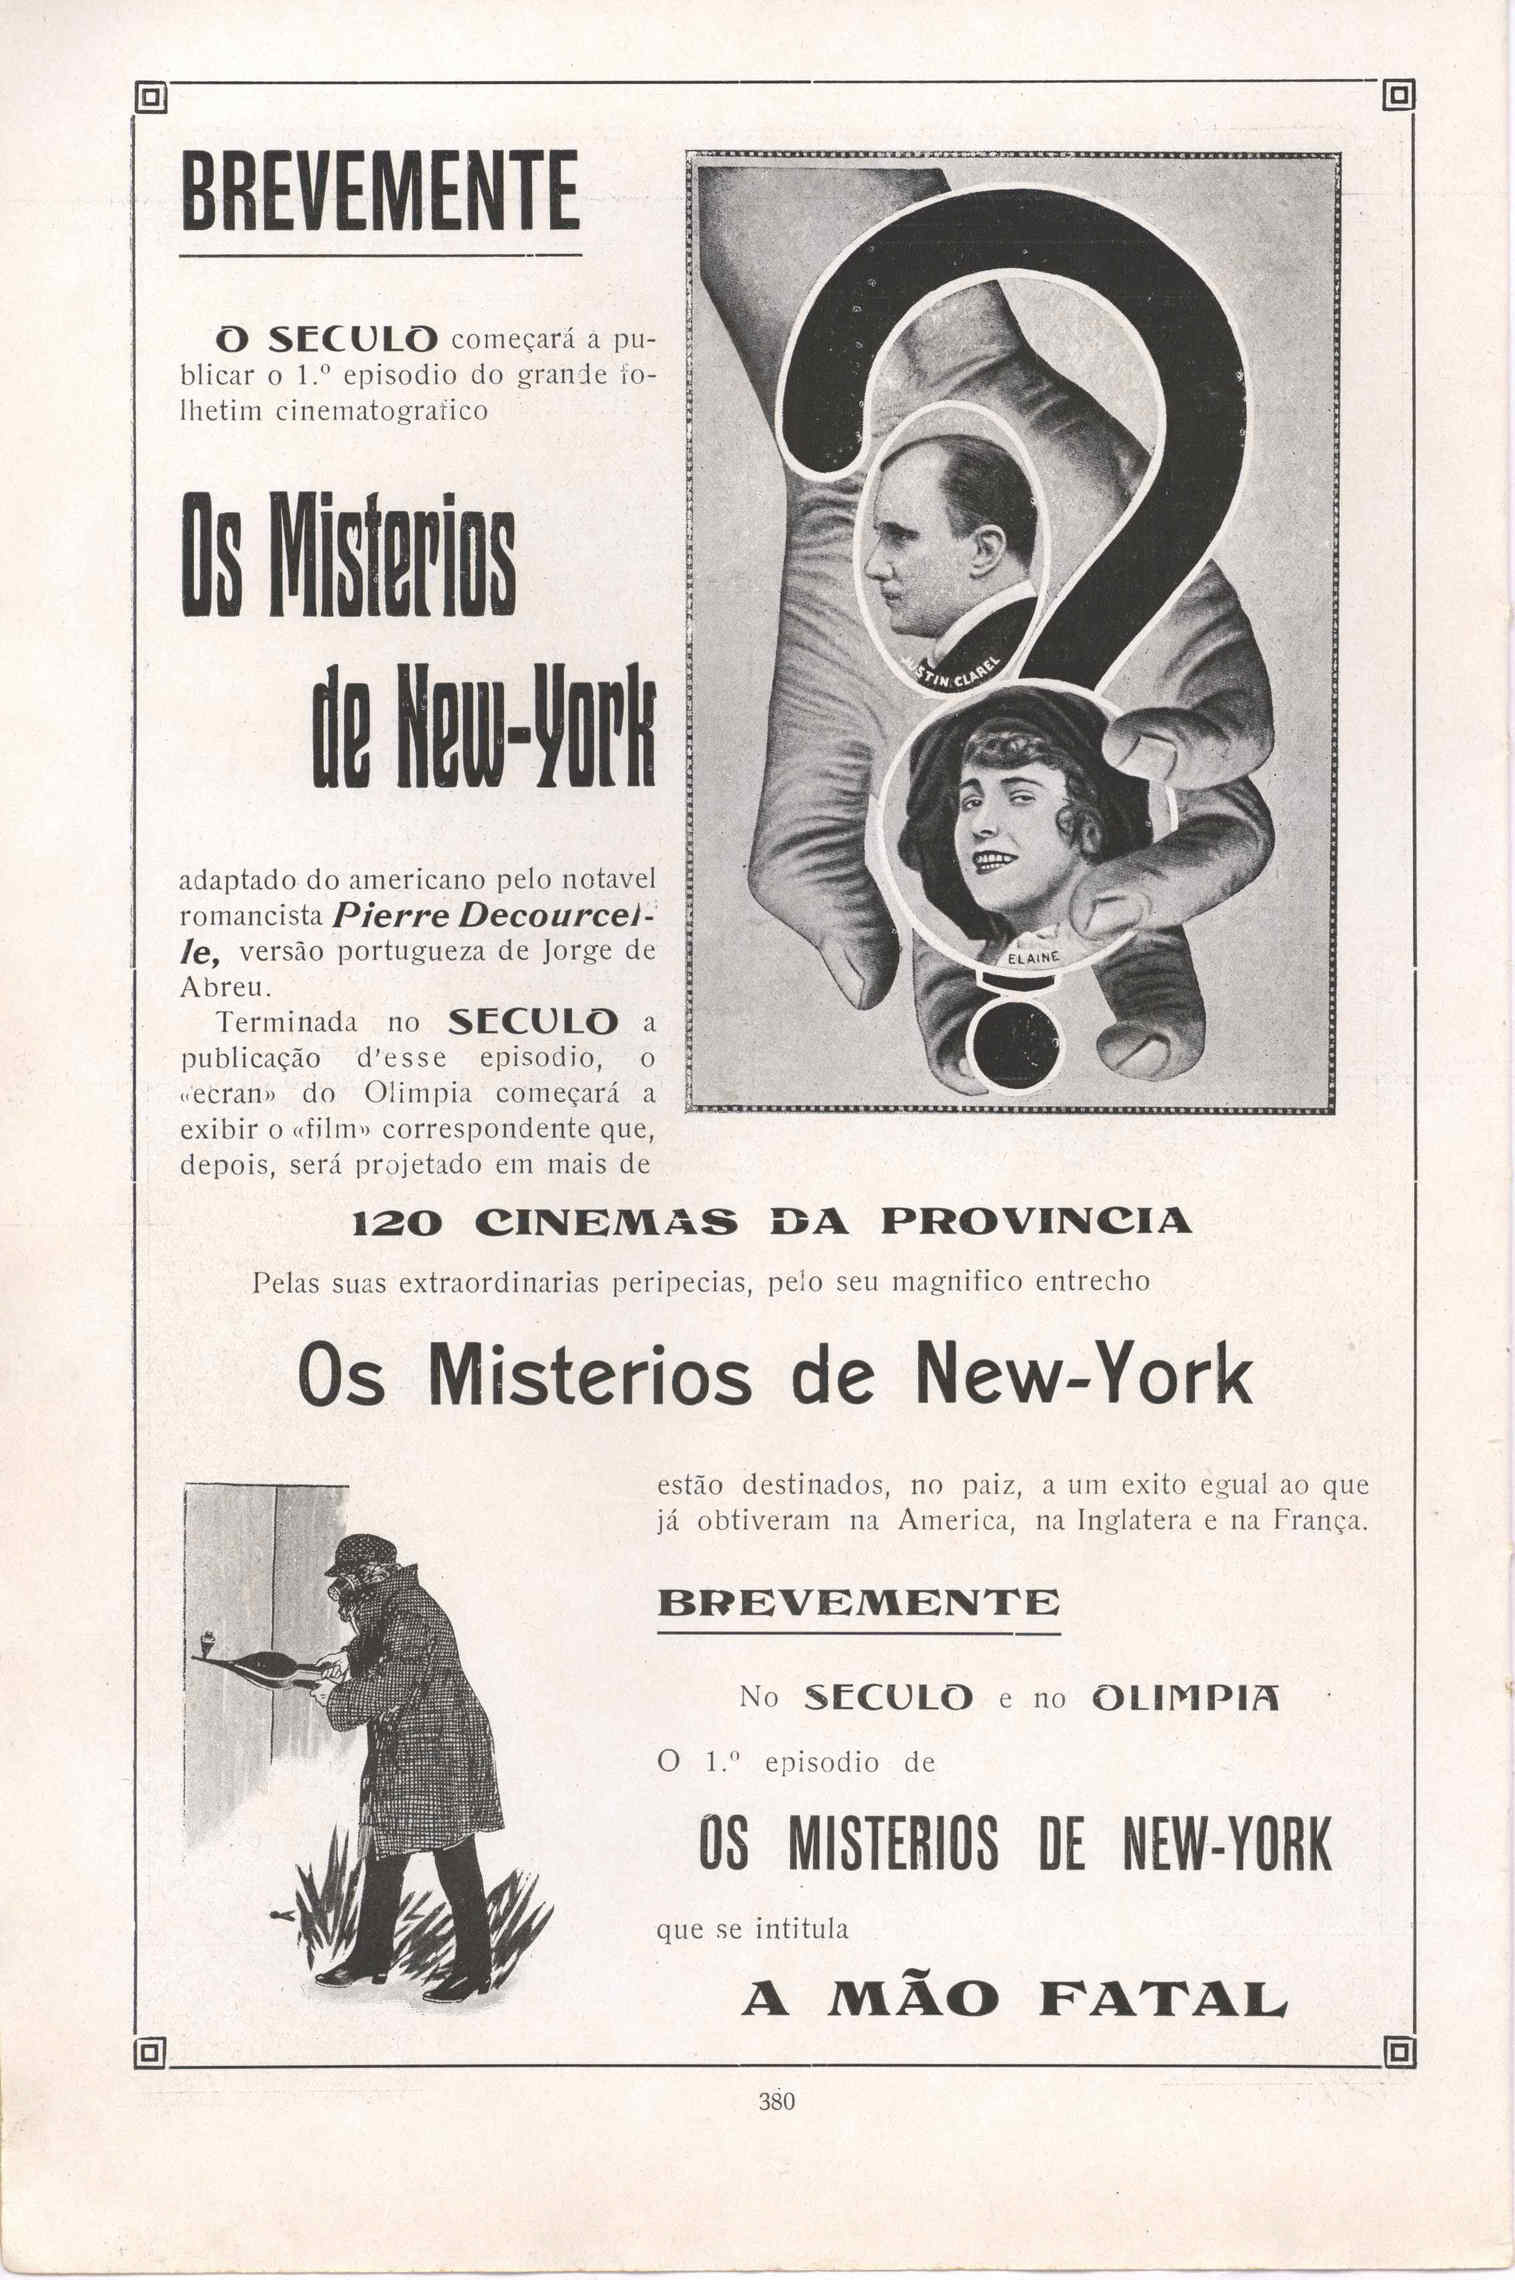 BREVEMENTE
O SECULO começará a pu-
blicar o 1.º episodio do grande fo-
lhetim cinematografico
Os Misterios
de New-York
adaptado do americano pelo notavel
romancista Pierre Decourcel-
le, versão portugueza de Jorge de
Abreu.
Terminada no SECULO a
publicação d'esse episodio, o
«ecran» do Olimpia começará a
exibir o «film» correspondente que,
depois, será projetado em mais de
JUSTIN CLAREL
ELAINE
120 CINEMAS DA PROVINCIA
Pelas suas extraordinarias peripecias, pelo seu magnifico entrecho
Os Misterios de New-York
estão destinados, no paiz, a um exito egual ao que
já obtiveram na America, na Inglatera e na França.
BREVEMENTE
No SECULO e no OLIMPIA
O 1.º episodio de
OS MISTERIOS DE NEW-YORK
que se intitula
A MÃO FATAL
380